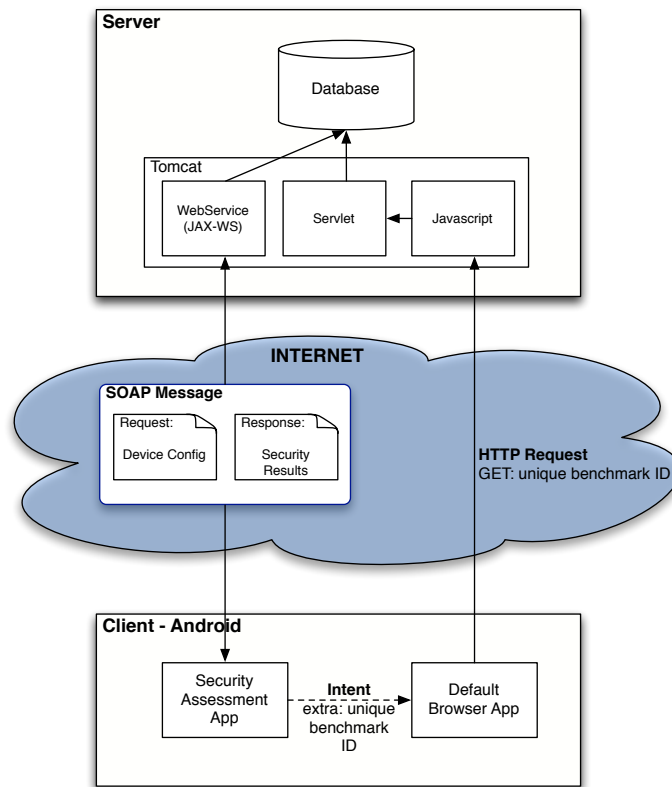 Server
Database
Tomcat
WebService
(JAX-WS)
Servlet
Javascript
INTERNET
SOAP Message
Request:
Device Config
Response:
Security
Results
HTTP Request
GET: unique benchmark ID
Client - Android
Security
Assessment
App
Intent
extra: unique
benchmark
ID
Default
Browser App